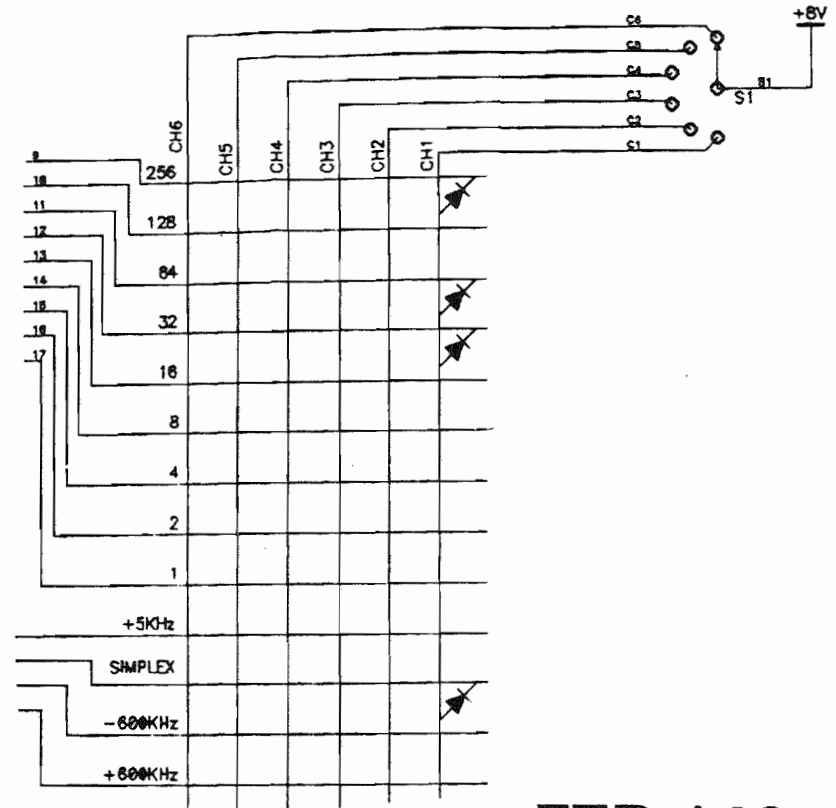 +8V
C6
C5
C4
C3
C2
C1
S1
S1
CH6
CH5
CH4
CH3
CH2
CH1
9
256
10
128
11
64
12
32
13
16
14
8
15
4
16
2
17
1
+5KHz
SIMPLEX
-600KHz
+600KHz